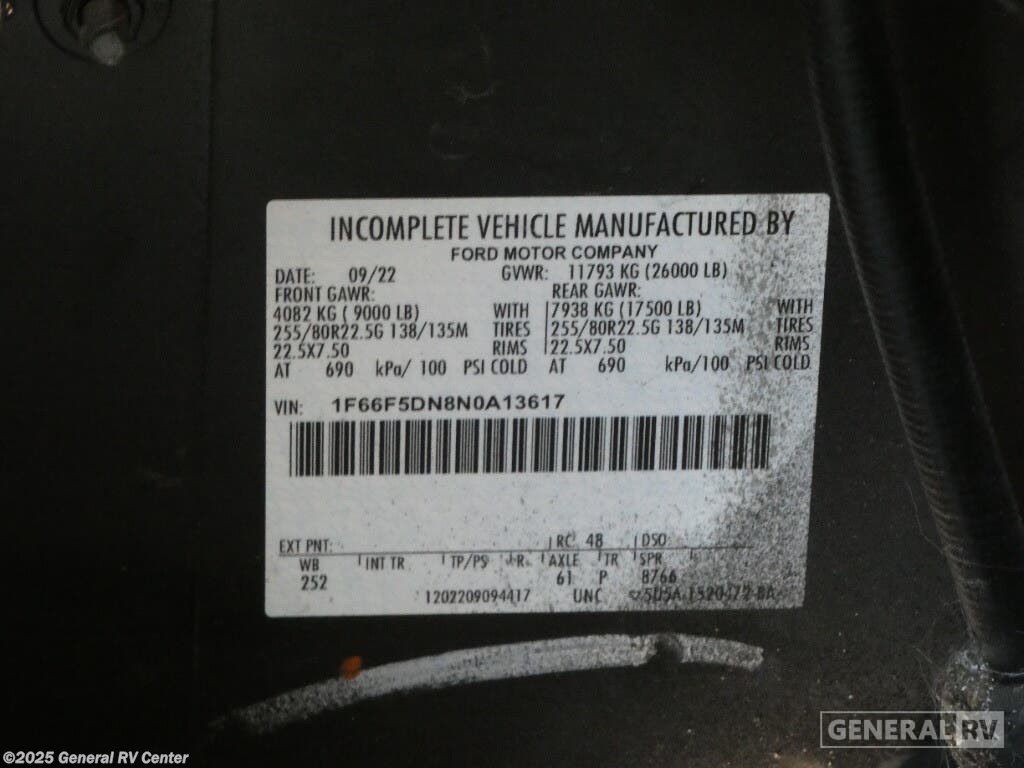 INCOMPLETE VEHICLE MANUFACTURED BY
FORD MOTOR COMPANY
DATE: 09/22 GVWR: 11793 KG (26000 LB)
FRONT GAWR: REAR GAWR:
4082 KG ( 9000 LB) WITH 7938 KG (17500 LB) WITH
255/80R22.5G 138/135M TIRES 255/80R22.5G 138/135M TIRES
22.5X7.50 RIMS 22.5X7.50 RIMS
AT 690 kPa/ 100 PSI COLD AT 690 kPa/100 PSI COLD
VIN: 1F66F5DN8N0A13617
EXT PNT: RC 48 DSO
WB INT TR TP/PS R AXLE TR SPR
252 61 P 8766
1202209094417 UNC
GENERAL RV
©2025 General RV Center